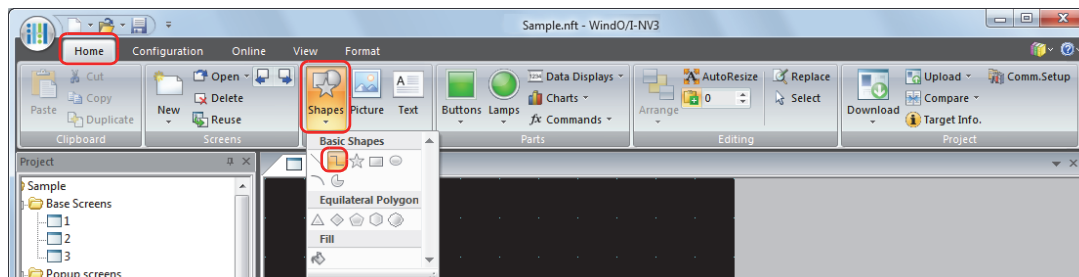 Sample.nft - WindO/I-NV3
Home Configuration Online View Format
Cut Open Data Displays AutoResize Replace Upload Comm.Setup
Copy Delete Charts 0 Select Compare
Paste Duplicate New Reuse Shapes Picture Text Buttons Lamps Commands Arrange Download Target Info.
Clipboard Screens Parts Editing Project
Basic Shapes
Project
Sample
Base Screens
1
Equilateral Polygon
2
Fill
3
Popup screens